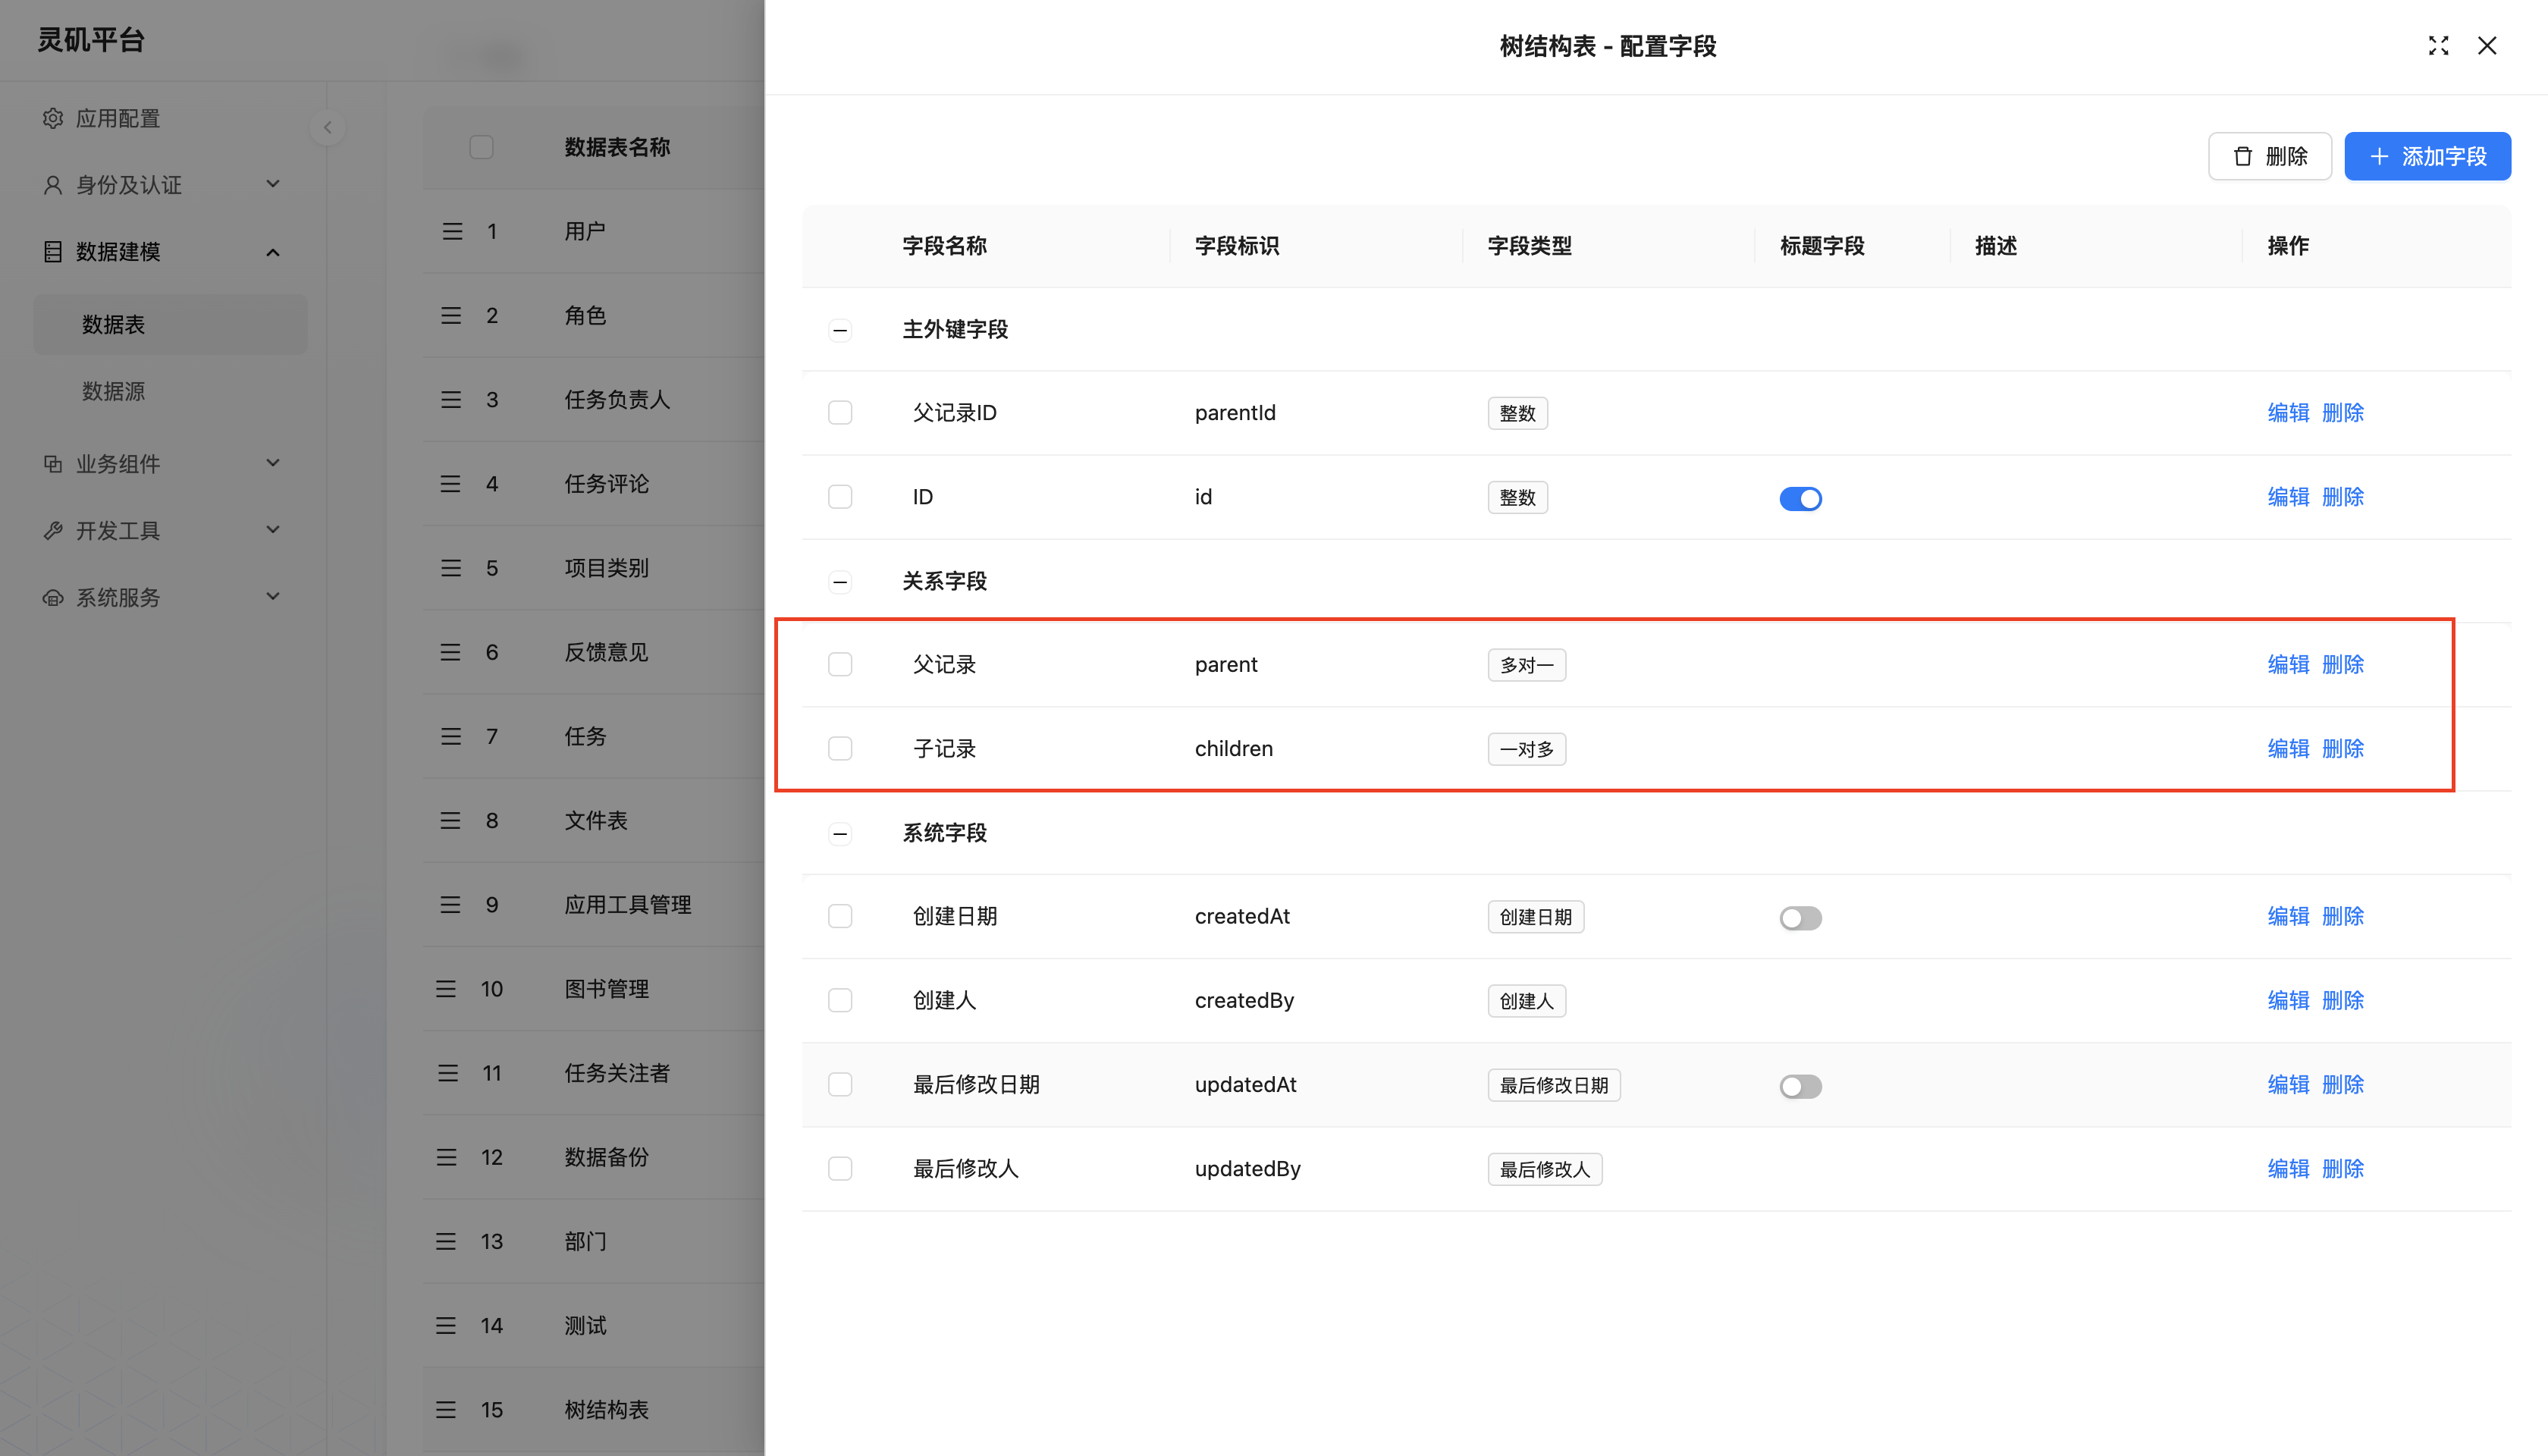 灵矶平台
应用配置
身份及认证
数据建模
数据表
数据源
业务组件
开发工具
系统服务
数据表名称
1 用户
2 角色
3 任务负责人
4 任务评论
5 项目类别
6 反馈意见
7 任务
8 文件表
9 应用工具管理
10 图书管理
11 任务关注者
12 数据备份
13 部门
14 测试
15 树结构表
树结构表 - 配置字段
删除 添加字段
字段名称 字段标识 字段类型 标题字段 描述 操作
主外键字段
父记录ID parentId 整数 编辑 删除
ID id 整数 编辑 删除
关系字段
父记录 parent 多对一 编辑 删除
子记录 children 一对多 编辑 删除
系统字段
创建日期 createdAt 创建日期 编辑 删除
创建人 createdBy 创建人 编辑 删除
最后修改日期 updatedAt 最后修改日期 编辑 删除
最后修改人 updatedBy 最后修改人 编辑 删除